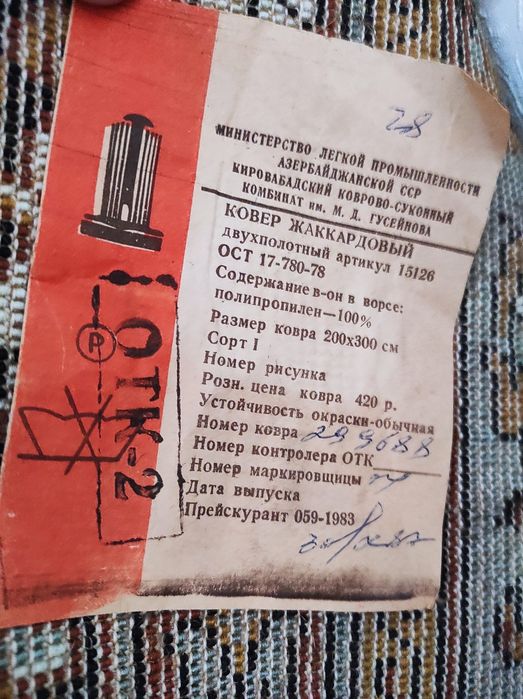 28
МИНИСТЕРСТВО ЛЕГКОЙ ПРОМЫШЛЕННОСТИ
АЗЕРБАЙДЖАНСКОЙ ССР
КИРОВАБАДСКИЙ КОВРОВО-СУКОННЫЙ
КОМБИНАТ им. М. Д. ГУСЕЙНОВА
КОВЕР ЖАККАРДОВЫЙ
двухполотный артикул 15126
ОСТ 17-780-78
Содержание в-он в ворсе:
полипропилен—100%
Размер ковра 200х300 см
Сорт I
Номер рисунка
Розн. цена ковра 420 р.
Устойчивость окраски-обычная
Номер ковра 299688
Номер контролера ОТК
Номер маркировщицы
Дата выпуска
Прейскурант 059-1983
Р
ОТК-2